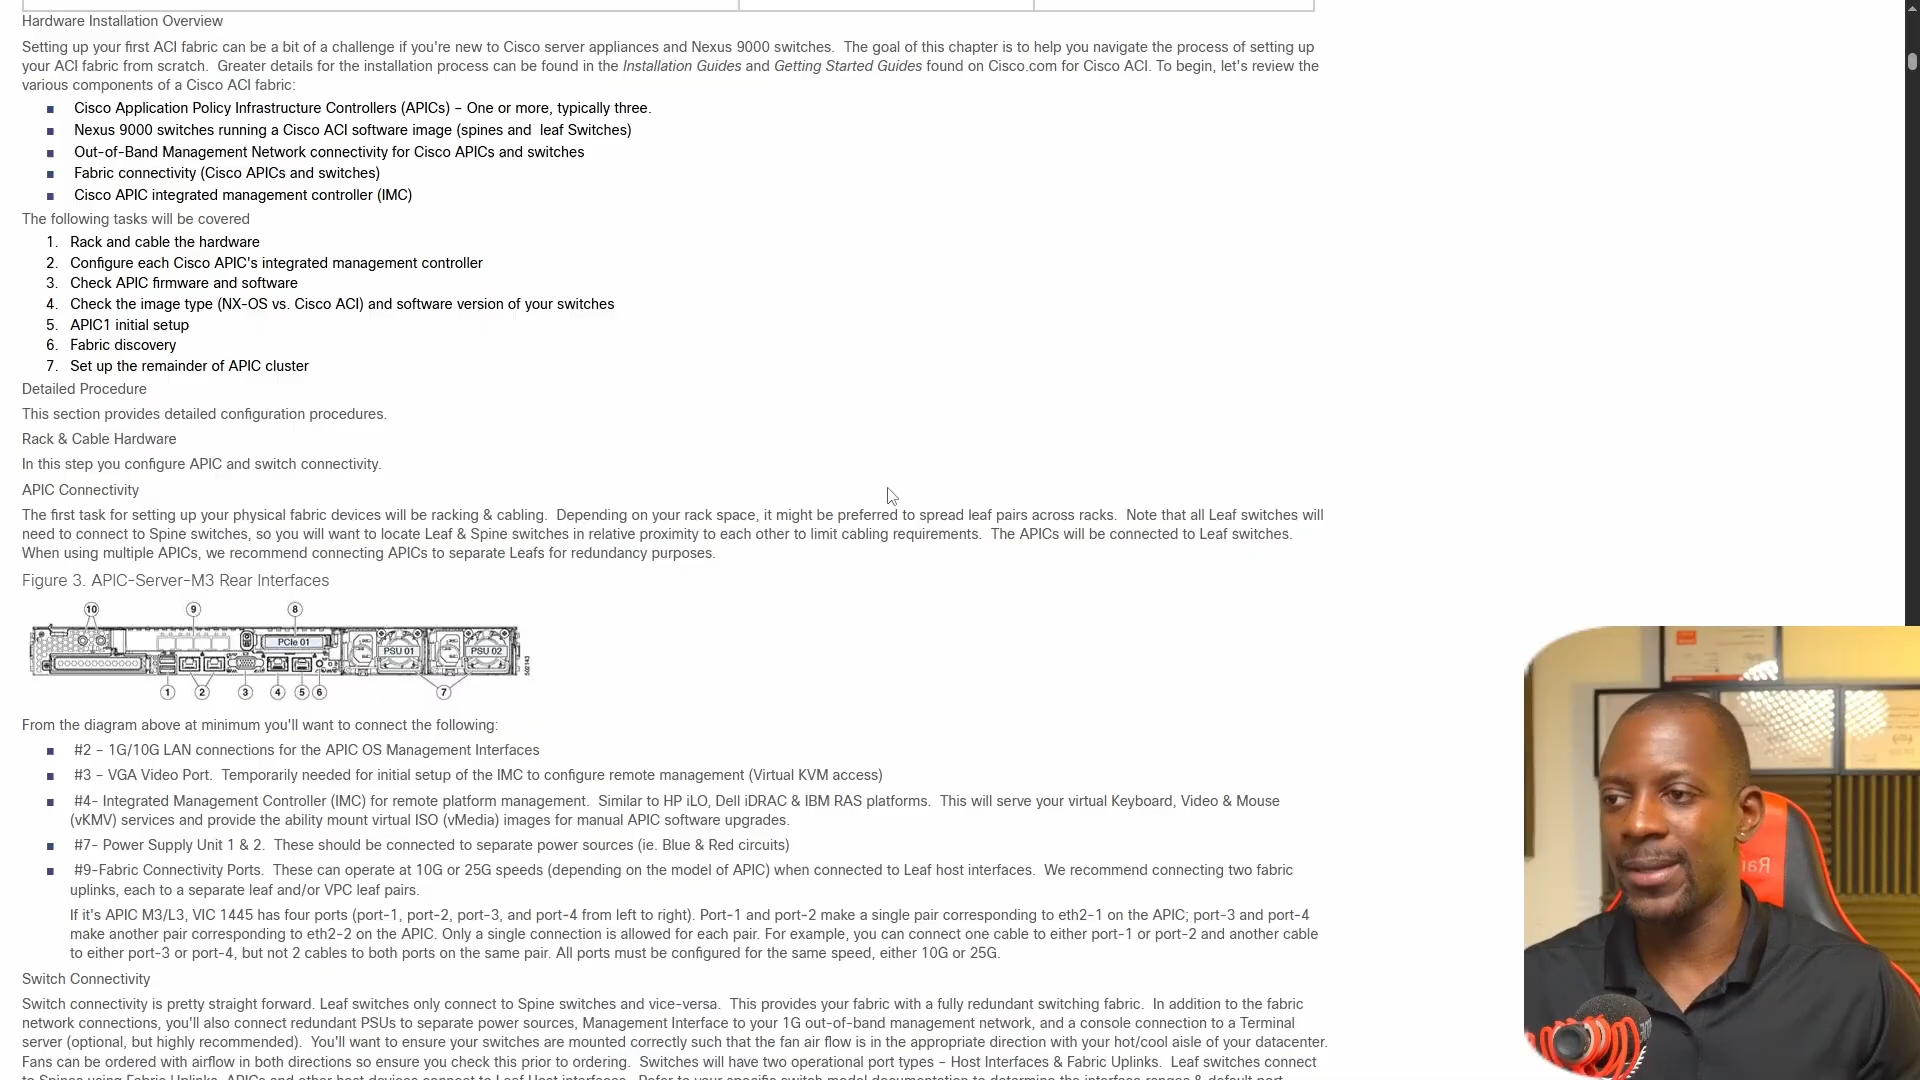 Hardware Installation Overview
Setting up your first ACI fabric can be a bit of a challenge if you're new to Cisco server appliances and Nexus 9000 switches.  The goal of this chapter is to help you navigate the process of setting up
your ACI fabric from scratch.  Greater details for the installation process can be found in the Installation Guides and Getting Started Guides found on Cisco.com for Cisco ACI. To begin, let's review the
various components of a Cisco ACI fabric:
■ Cisco Application Policy Infrastructure Controllers (APICs) – One or more, typically three.
■ Nexus 9000 switches running a Cisco ACI software image (spines and  leaf Switches)
■ Out-of-Band Management Network connectivity for Cisco APICs and switches
■ Fabric connectivity (Cisco APICs and switches)
■ Cisco APIC integrated management controller (IMC)
The following tasks will be covered
1. Rack and cable the hardware
2. Configure each Cisco APIC's integrated management controller
3. Check APIC firmware and software
4. Check the image type (NX-OS vs. Cisco ACI) and software version of your switches
5. APIC1 initial setup
6. Fabric discovery
7. Set up the remainder of APIC cluster
Detailed Procedure
This section provides detailed configuration procedures.
Rack & Cable Hardware
In this step you configure APIC and switch connectivity.
APIC Connectivity
The first task for setting up your physical fabric devices will be racking & cabling.  Depending on your rack space, it might be preferred to spread leaf pairs across racks.  Note that all Leaf switches will
need to connect to Spine switches, so you will want to locate Leaf & Spine switches in relative proximity to each other to limit cabling requirements.  The APICs will be connected to Leaf switches.
When using multiple APICs, we recommend connecting APICs to separate Leafs for redundancy purposes.
Figure 3. APIC-Server-M3 Rear Interfaces
10 9 8
PCIe 01
PSU 01 PSU 02
502143
1 2 3 4 5 6 7
From the diagram above at minimum you'll want to connect the following:
■ #2 – 1G/10G LAN connections for the APIC OS Management Interfaces
■ #3 – VGA Video Port.  Temporarily needed for initial setup of the IMC to configure remote management (Virtual KVM access)
■ #4- Integrated Management Controller (IMC) for remote platform management.  Similar to HP iLO, Dell iDRAC & IBM RAS platforms.  This will serve your virtual Keyboard, Video & Mouse
(vKMV) services and provide the ability mount virtual ISO (vMedia) images for manual APIC software upgrades.
■ #7- Power Supply Unit 1 & 2.  These should be connected to separate power sources (ie. Blue & Red circuits)
■ #9-Fabric Connectivity Ports.  These can operate at 10G or 25G speeds (depending on the model of APIC) when connected to Leaf host interfaces.  We recommend connecting two fabric
uplinks, each to a separate leaf and/or VPC leaf pairs.
If it's APIC M3/L3, VIC 1445 has four ports (port-1, port-2, port-3, and port-4 from left to right). Port-1 and port-2 make a single pair corresponding to eth2-1 on the APIC; port-3 and port-4
make another pair corresponding to eth2-2 on the APIC. Only a single connection is allowed for each pair. For example, you can connect one cable to either port-1 or port-2 and another cable
to either port-3 or port-4, but not 2 cables to both ports on the same pair. All ports must be configured for the same speed, either 10G or 25G.
Switch Connectivity
Switch connectivity is pretty straight forward. Leaf switches only connect to Spine switches and vice-versa.  This provides your fabric with a fully redundant switching fabric.  In addition to the fabric
network connections, you'll also connect redundant PSUs to separate power sources, Management Interface to your 1G out-of-band management network, and a console connection to a Terminal
server (optional, but highly recommended).  You'll want to ensure your switches are mounted correctly such that the fan air flow is in the appropriate direction with your hot/cool aisle of your datacenter.
Fans can be ordered with airflow in both directions so ensure you check this prior to ordering.  Switches will have two operational port types – Host Interfaces & Fabric Uplinks.  Leaf switches connect
to Spines using Fabric Uplinks. APICs and other host devices connect to Leaf Host interfaces.  Refer to your specific switch model documentation to determine the interface ranges & default port